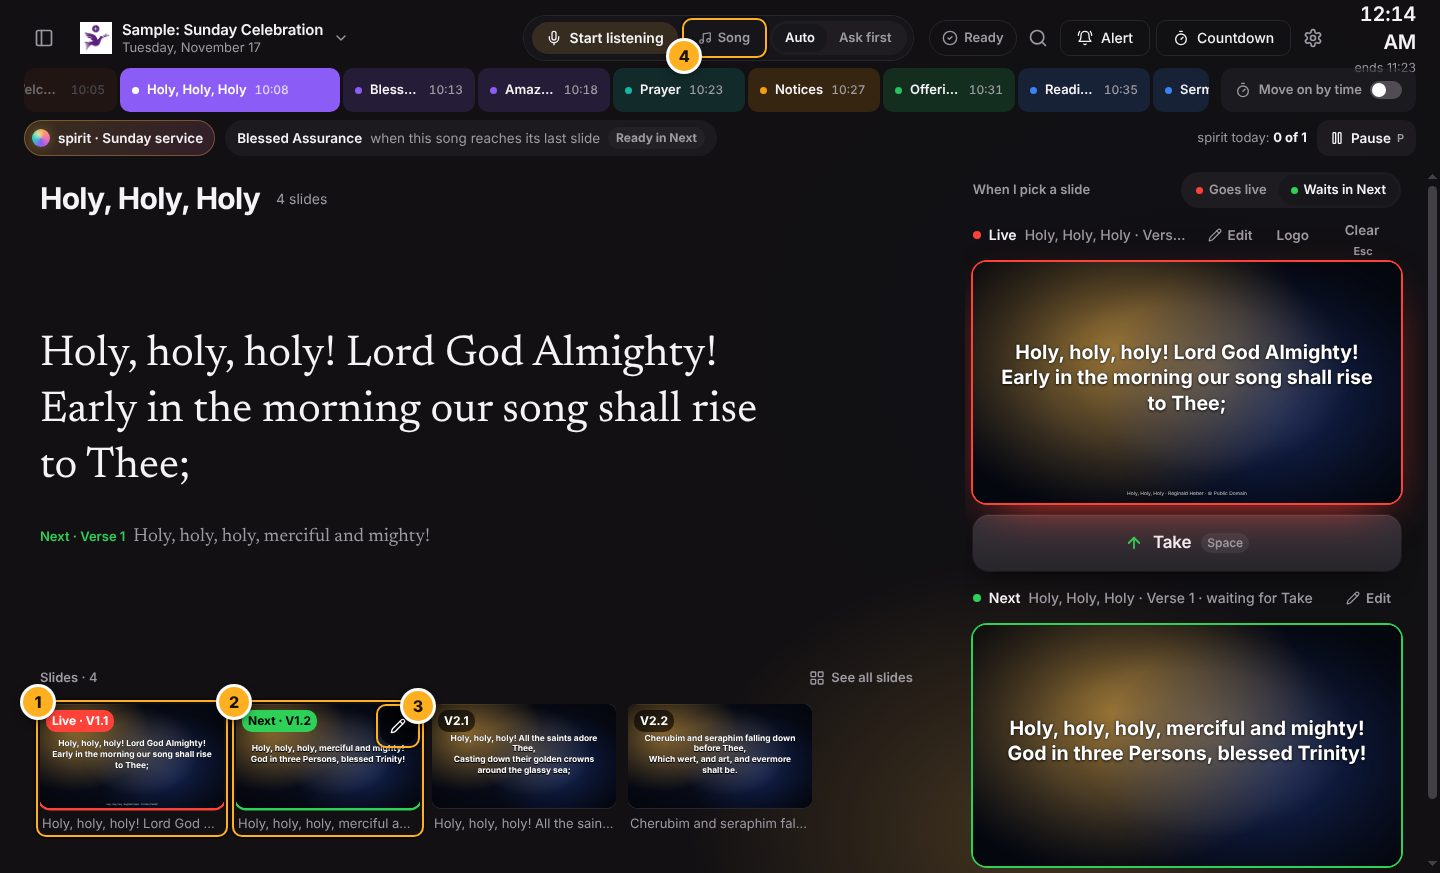 Sample: Sunday Celebration
Tuesday, November 17
Start listening
Song
Auto
Ask first
Ready
Alert
Countdown
12:14 AM
ends 11:23
4
elc... 10:05
Holy, Holy, Holy 10:08
Bless... 10:13
Amaz... 10:18
Prayer 10:23
Notices 10:27
Offeri... 10:31
Readi... 10:35
Serm
Move on by time
spirit · Sunday service
Blessed Assurance when this song reaches its last slide Ready in Next
spirit today: 0 of 1
Pause P
Holy, Holy, Holy 4 slides
Holy, holy, holy! Lord God Almighty!
Early in the morning our song shall rise
to Thee;
Next · Verse 1 Holy, holy, holy, merciful and mighty!
When I pick a slide
Goes live
Waits in Next
Live Holy, Holy, Holy · Vers...
Edit
Logo
Clear
Esc
Holy, holy, holy! Lord God Almighty!
Early in the morning our song shall rise
to Thee;
Holy, Holy, Holy · Reginald Heber · © Public Domain
Take Space
Next Holy, Holy, Holy · Verse 1 · waiting for Take
Edit
Holy, holy, holy, merciful and mighty!
God in three Persons, blessed Trinity!
Slides · 4
See all slides
1
Live · V1.1
Holy, holy, holy! Lord God Almighty!
Early in the morning our song shall rise
to Thee;
Holy, holy, holy! Lord God ...
2
Next · V1.2
3
Holy, holy, holy, merciful and mighty!
God in three Persons, blessed Trinity!
Holy, holy, holy, merciful a...
V2.1
Holy, holy, holy! All the saints adore
Thee,
Casting down their golden crowns
around the glassy sea;
Holy, holy, holy! All the sain...
V2.2
Cherubim and seraphim falling down
before Thee,
Which wert, and art, and evermore
shalt be.
Cherubim and seraphim fal...